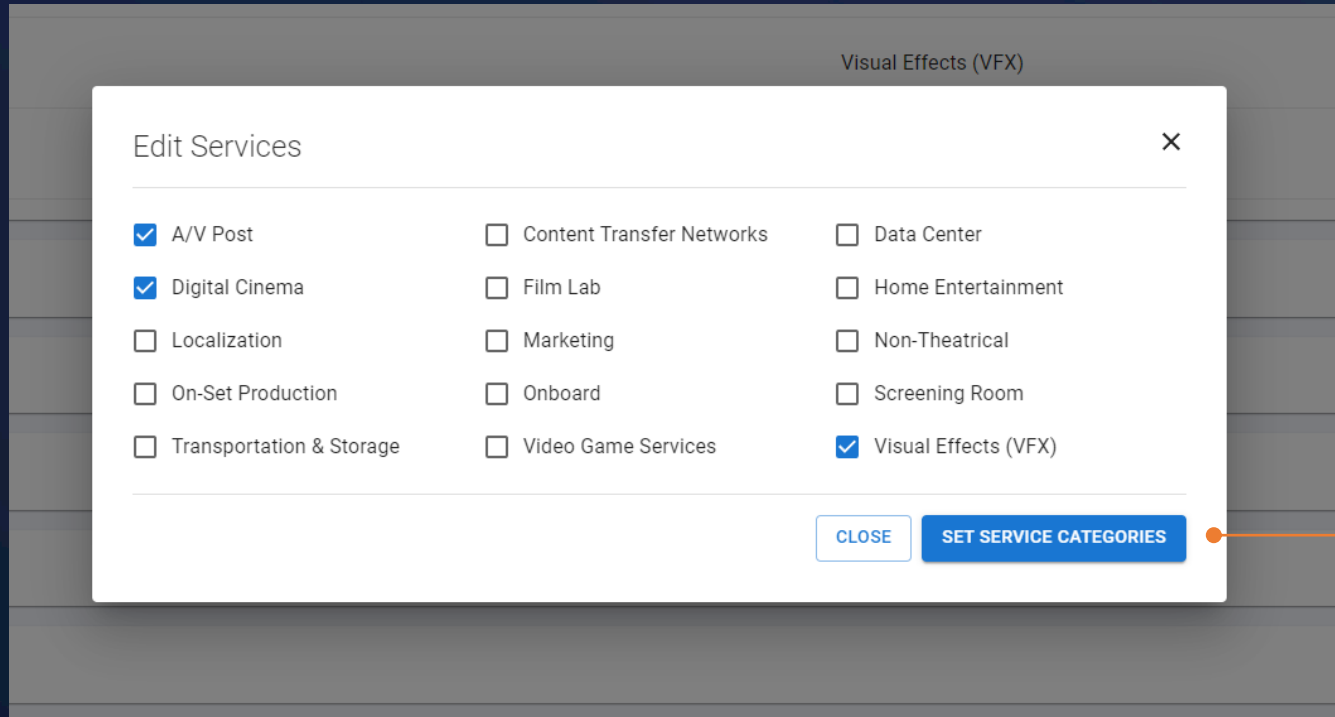 Visual Effects (VFX)
Edit Services
A/V Post
Content Transfer Networks
Data Center
Digital Cinema
Film Lab
Home Entertainment
Localization
Marketing
Non-Theatrical
On-Set Production
Onboard
Screening Room
Transportation & Storage
Video Game Services
Visual Effects (VFX)
CLOSE
SET SERVICE CATEGORIES